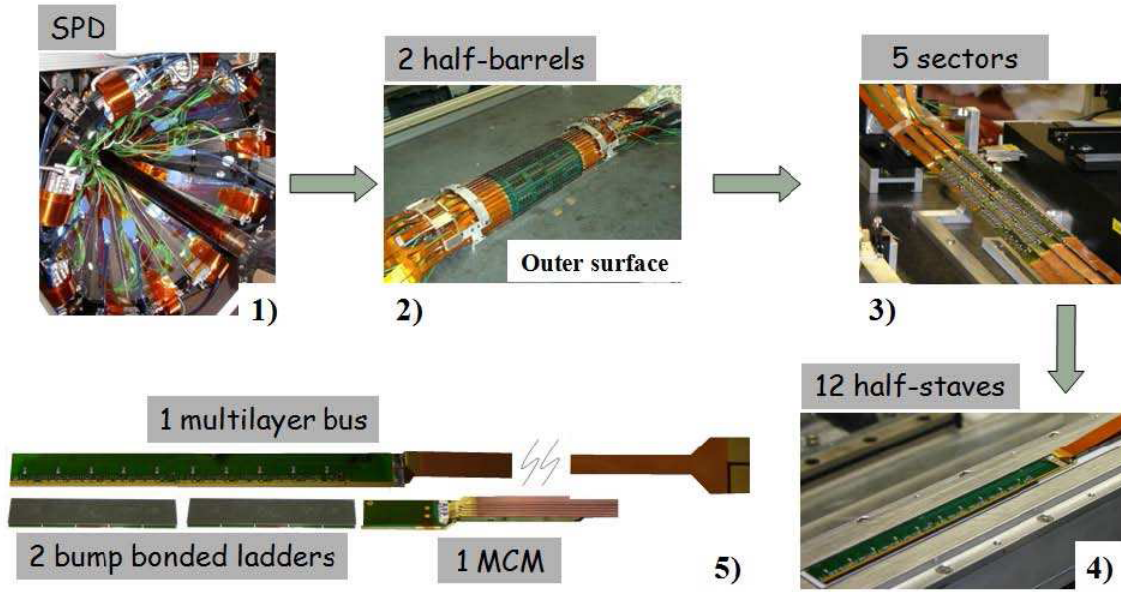 SPD
1)
2 half-barrels
Outer surface
2)
5 sectors
3)
12 half-staves
4)
1 multilayer bus
2 bump bonded ladders
1 MCM
5)